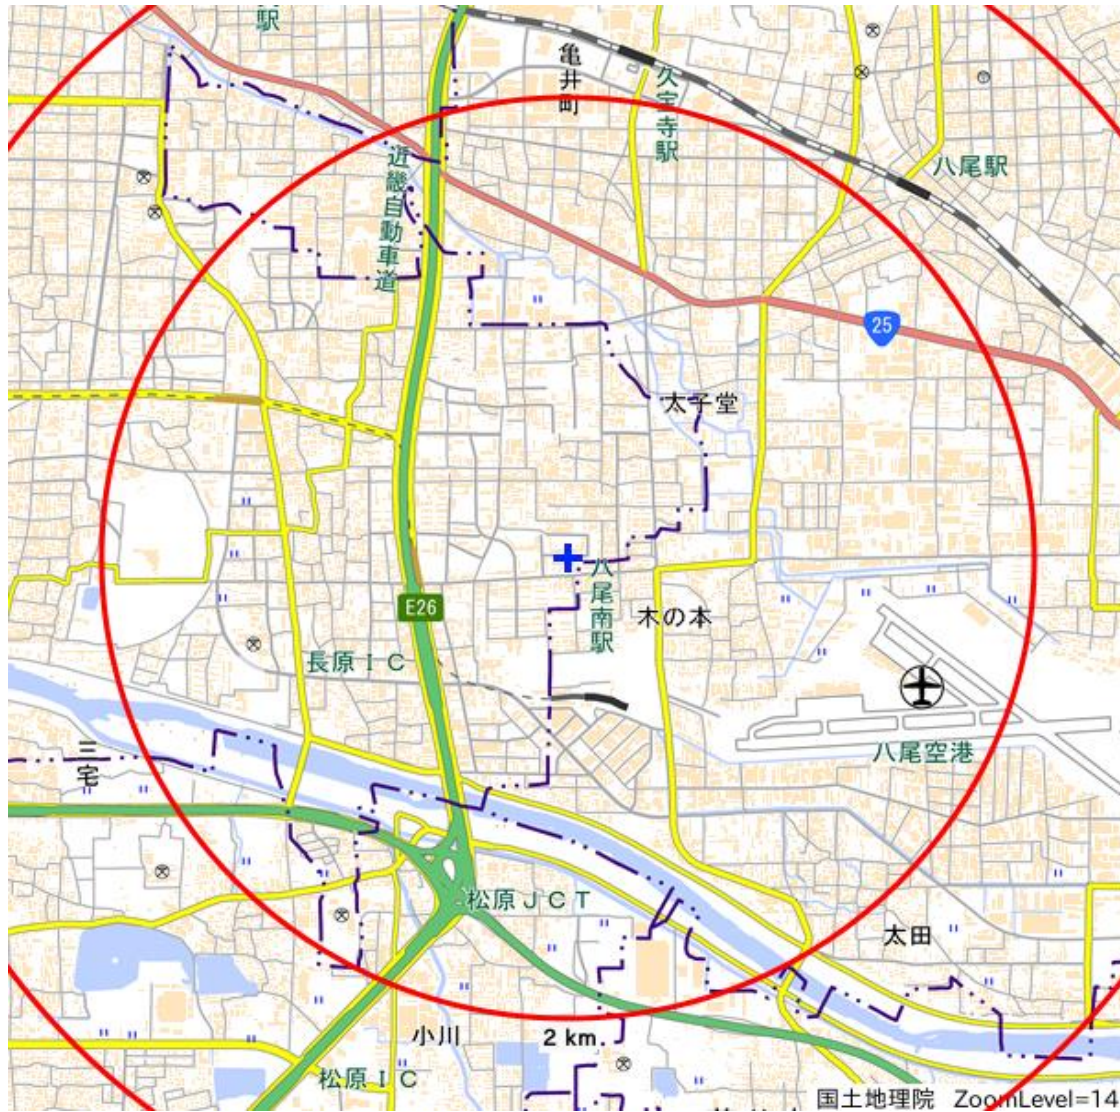 駅
亀井町
久宝寺駅
八尾駅
近畿自動車道
25
太子堂
八尾南駅
E26
木の本
長原IC
八尾空港
三宅
松原JCT
太田
小川
2 km.
松原IC
国土地理院 ZoomLevel=14